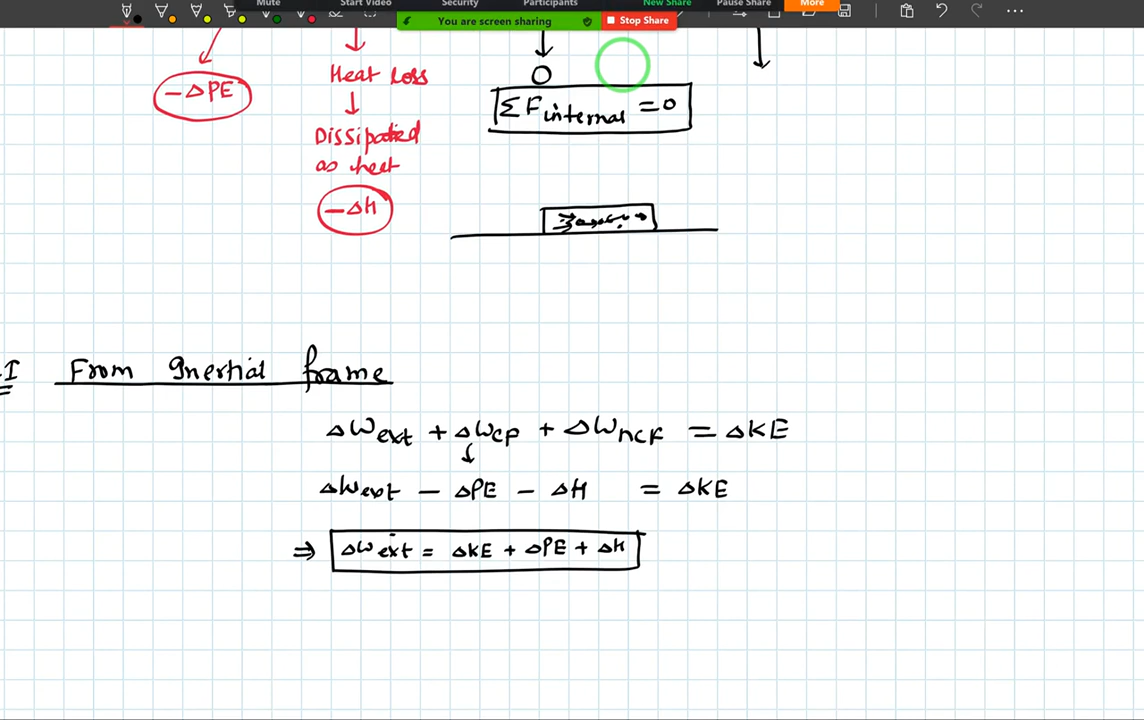 Mute Start Video Security Participants New Share Pause Share More
You are screen sharing Stop Share
-ΔPE
Heat Loss
↓
Dissipated
as heat
-ΔH
↓
0
ΣF internal = 0
I From Inertial frame
ΔWext + ΔWCF + ΔWNCF = ΔKE
↓
ΔWext - ΔPE - ΔH = ΔKE
⇒ ΔWext = ΔKE + ΔPE + ΔH